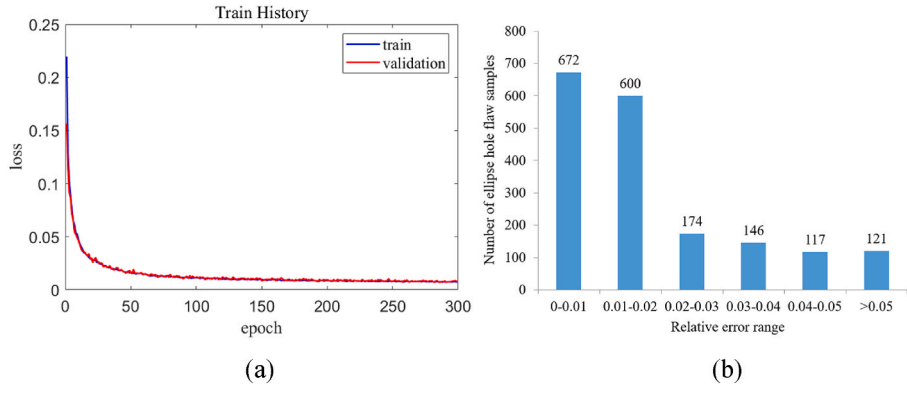 Train History
0.25
0.2
0.15
0.1
0.05
0
loss
train
validation
0 50 100 150 200 250 300
epoch
(a)
800
700
600
500
400
300
200
100
0
Number of ellipse hole flaw samples
672
600
174
146
117
121
0-0.01 0.01-0.02 0.02-0.03 0.03-0.04 0.04-0.05 >0.05
Relative error range
(b)